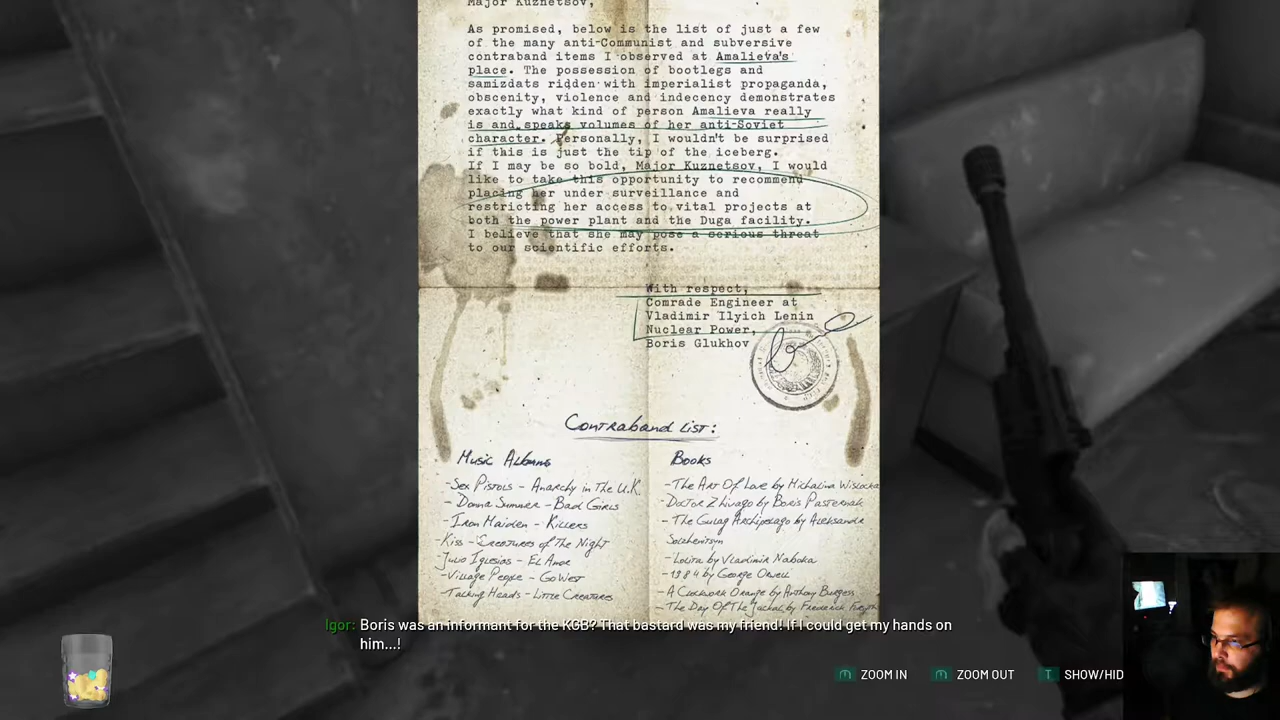 Major Kuznetsov,
As promised, below is the list of just a few
of the many anti-Communist and subversive
contraband items I observed at Amalieva's
place. The possession of bootlegs and
samizdats ridden with imperialist propaganda,
obscenity, violence and indecency demonstrates
exactly what kind of person Amalieva really
is and speaks volumes of her anti-Soviet
character. Personally, I wouldn't be surprised
if this is just the tip of the iceberg.
If I may be so bold, Major Kuznetsov, I would
like to take this opportunity to recommend
placing her under surveillance and
restricting her access to vital projects at
both the power plant and the Duga facility.
I believe that she may pose a serious threat
to our scientific efforts.
With respect,
Comrade Engineer at
Vladimir Ilyich Lenin
Nuclear Power,
Boris Glukhov
Contraband List:
Music Albums
-Sex Pistols - Anarchy in the U.K.
- Donna Summer - Bad Girls
- Iron Maiden - Killers
-Kiss - Creatures of the Night
Julio Iglesias - El Amor
-Village People - Go West
- Talking Heads - Little Creatures
Books
- The Art Of Love by Michalina Wislocka
- Doctor Zhivago by Boris Pasternak
- The Gulag Archipelago by Aleksandr
Solzhenitsyn
- Lolita by Vladimir Naboka
- 1984 by George Orwell
- A Clockwork Orange by Anthony Burgess
- The Day Of The Jackal by Frederick Forsyth
Igor: Boris was an informant for the KGB? That bastard was my friend! If I could get my hands on
him...!
ZOOM IN ZOOM OUT T SHOW/HID